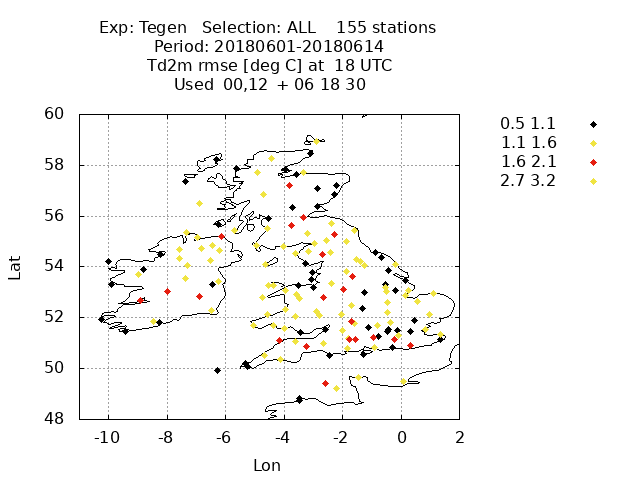 Exp: Tegen Selection: ALL 155 stations
Period: 20180601-20180614
Td2m rmse [deg C] at 18 UTC
Used 00,12 + 06 18 30
0.5 1.1
1.1 1.6
1.6 2.1
2.7 3.2
60
58
56
54
52
50
48
Lat
-10 -8 -6 -4 -2 0 2
Lon